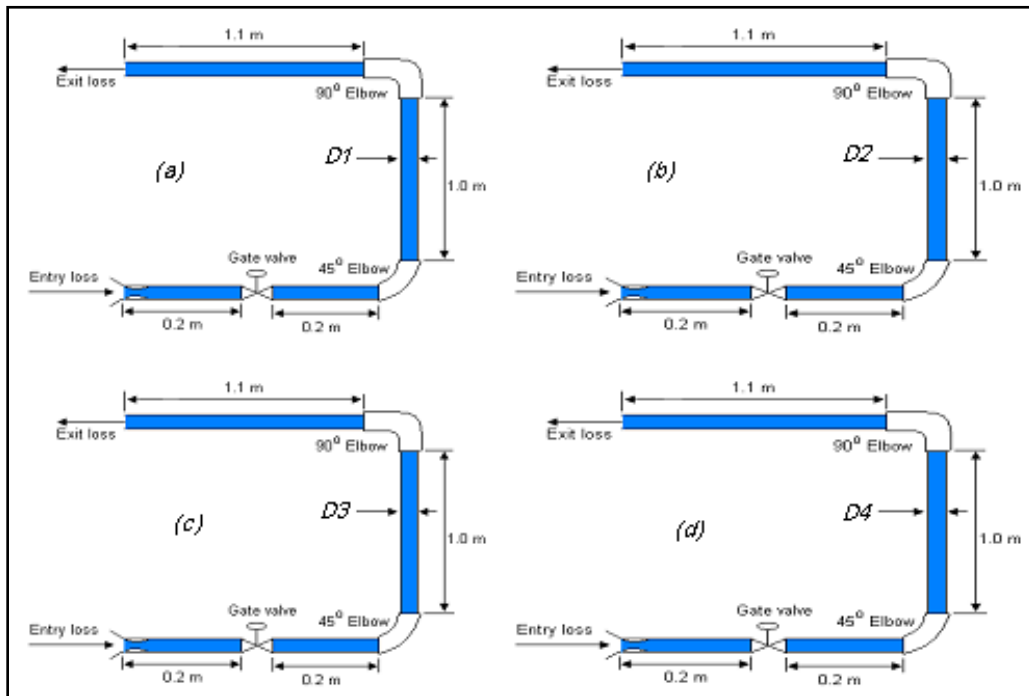 1.1 m
Exit loss
90° Elbow
(a)
D1
1.0 m
Gate valve
45° Elbow
Entry loss
0.2 m
0.2 m
1.1 m
Exit loss
90° Elbow
(b)
D2
1.0 m
Gate valve
45° Elbow
Entry loss
0.2 m
0.2 m
1.1 m
Exit loss
90° Elbow
(c)
D3
1.0 m
Gate valve
45° Elbow
Entry loss
0.2 m
0.2 m
1.1 m
Exit loss
90° Elbow
(d)
D4
1.0 m
Gate valve
45° Elbow
Entry loss
0.2 m
0.2 m